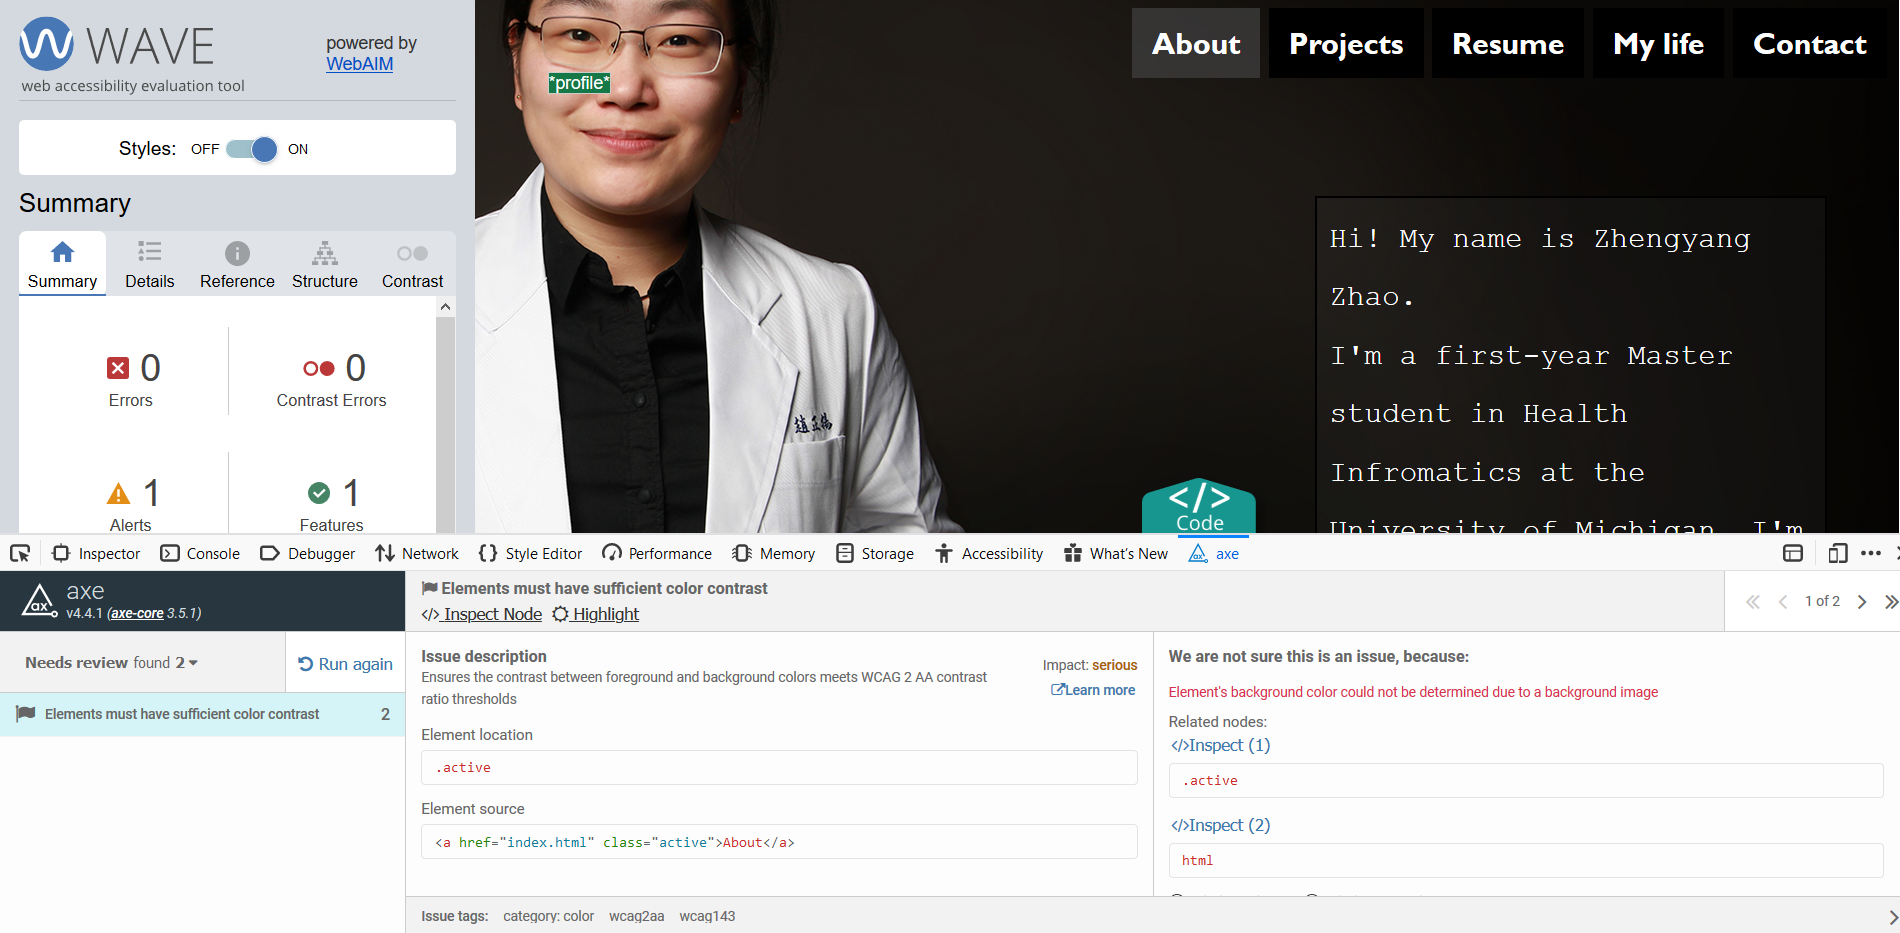 WAVE
web accessibility evaluation tool
powered by
WebAIM
Styles: OFF ON
Summary
Summary Details Reference Structure Contrast
0
Errors
0
Contrast Errors
1
Alerts
1
Features
*profile*
About Projects Resume My life Contact
Hi! My name is Zhengyang
Zhao.
I'm a first-year Master
student in Health
Infromatics at the
University of Michigan. I'm
</> Code
Inspector Console Debugger Network Style Editor Performance Memory Storage Accessibility What's New axe
axe
v4.4.1 (axe-core 3.5.1)
Needs review found 2
Run again
Elements must have sufficient color contrast 2
Elements must have sufficient color contrast
</> Inspect Node Highlight
1 of 2
Issue description
Ensures the contrast between foreground and background colors meets WCAG 2 AA contrast
ratio thresholds
Impact: serious
Learn more
Element location
.active
Element source
<a href="index.html" class="active">About</a>
We are not sure this is an issue, because:
Element's background color could not be determined due to a background image
Related nodes:
</>Inspect (1)
.active
</>Inspect (2)
html
Issue tags: category: color wcag2aa wcag143